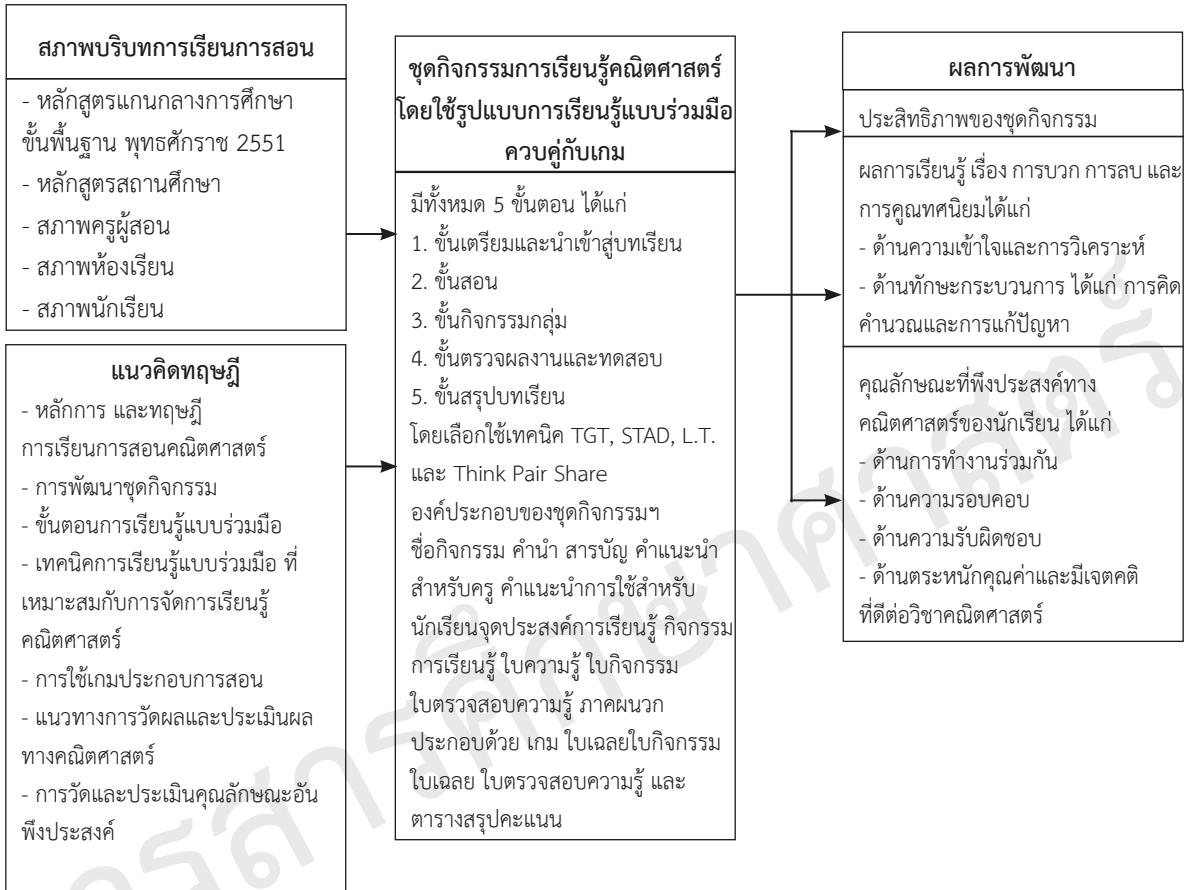 สภาพบริบทการเรียนการสอน
- หลักสูตรแกนกลางการศึกษา
ขั้นพื้นฐาน พุทธศักราช 2551
- หลักสูตรสถานศึกษา
- สภาพครูผู้สอน
- สภาพห้องเรียน
- สภาพนักเรียน
แนวคิดทฤษฎี
- หลักการ และทฤษฎี
การเรียนการสอนคณิตศาสตร์
- การพัฒนาชุดกิจกรรม
- ขั้นตอนการเรียนรู้แบบร่วมมือ
- เทคนิคการเรียนรู้แบบร่วมมือ ที่
เหมาะสมกับการจัดการเรียนรู้
คณิตศาสตร์
- การใช้เกมประกอบการสอน
- แนวทางการวัดผลและประเมินผล
ทางคณิตศาสตร์
- การวัดและประเมินคุณลักษณะอัน
พึงประสงค์
ชุดกิจกรรมการเรียนรู้คณิตศาสตร์
โดยใช้รูปแบบการเรียนรู้แบบร่วมมือ
ควบคู่กับเกม
มีทั้งหมด 5 ขั้นตอน ได้แก่
1. ขั้นเตรียมและนำเข้าสู่บทเรียน
2. ขั้นสอน
3. ขั้นกิจกรรมกลุ่ม
4. ขั้นตรวจผลงานและทดสอบ
5. ขั้นสรุปบทเรียน
โดยเลือกใช้เทคนิค TGT, STAD, L.T.
และ Think Pair Share
องค์ประกอบของชุดกิจกรรมฯ
ชื่อกิจกรรม คำนำ สารบัญ คำแนะนำ
สำหรับครู คำแนะนำการใช้สำหรับ
นักเรียนจุดประสงค์การเรียนรู้ กิจกรรม
การเรียนรู้ ใบความรู้ ใบกิจกรรม
ใบตรวจสอบความรู้ ภาคผนวก
ประกอบด้วย เกม ใบเฉลยใบกิจกรรม
ใบเฉลย ใบตรวจสอบความรู้ และ
ตารางสรุปคะแนน
ผลการพัฒนา
ประสิทธิภาพของชุดกิจกรรม
ผลการเรียนรู้ เรื่อง การบวก การลบ และ
การคูณทศนิยมได้แก่
- ด้านความเข้าใจและการวิเคราะห์
- ด้านทักษะกระบวนการ ได้แก่ การคิด
คำนวณและการแก้ปัญหา
คุณลักษณะที่พึงประสงค์ทาง
คณิตศาสตร์ของนักเรียน ได้แก่
- ด้านการทำงานร่วมกัน
- ด้านความรอบคอบ
- ด้านความรับผิดชอบ
- ด้านตระหนักคุณค่าและมีเจตคติ
ที่ดีต่อวิชาคณิตศาสตร์